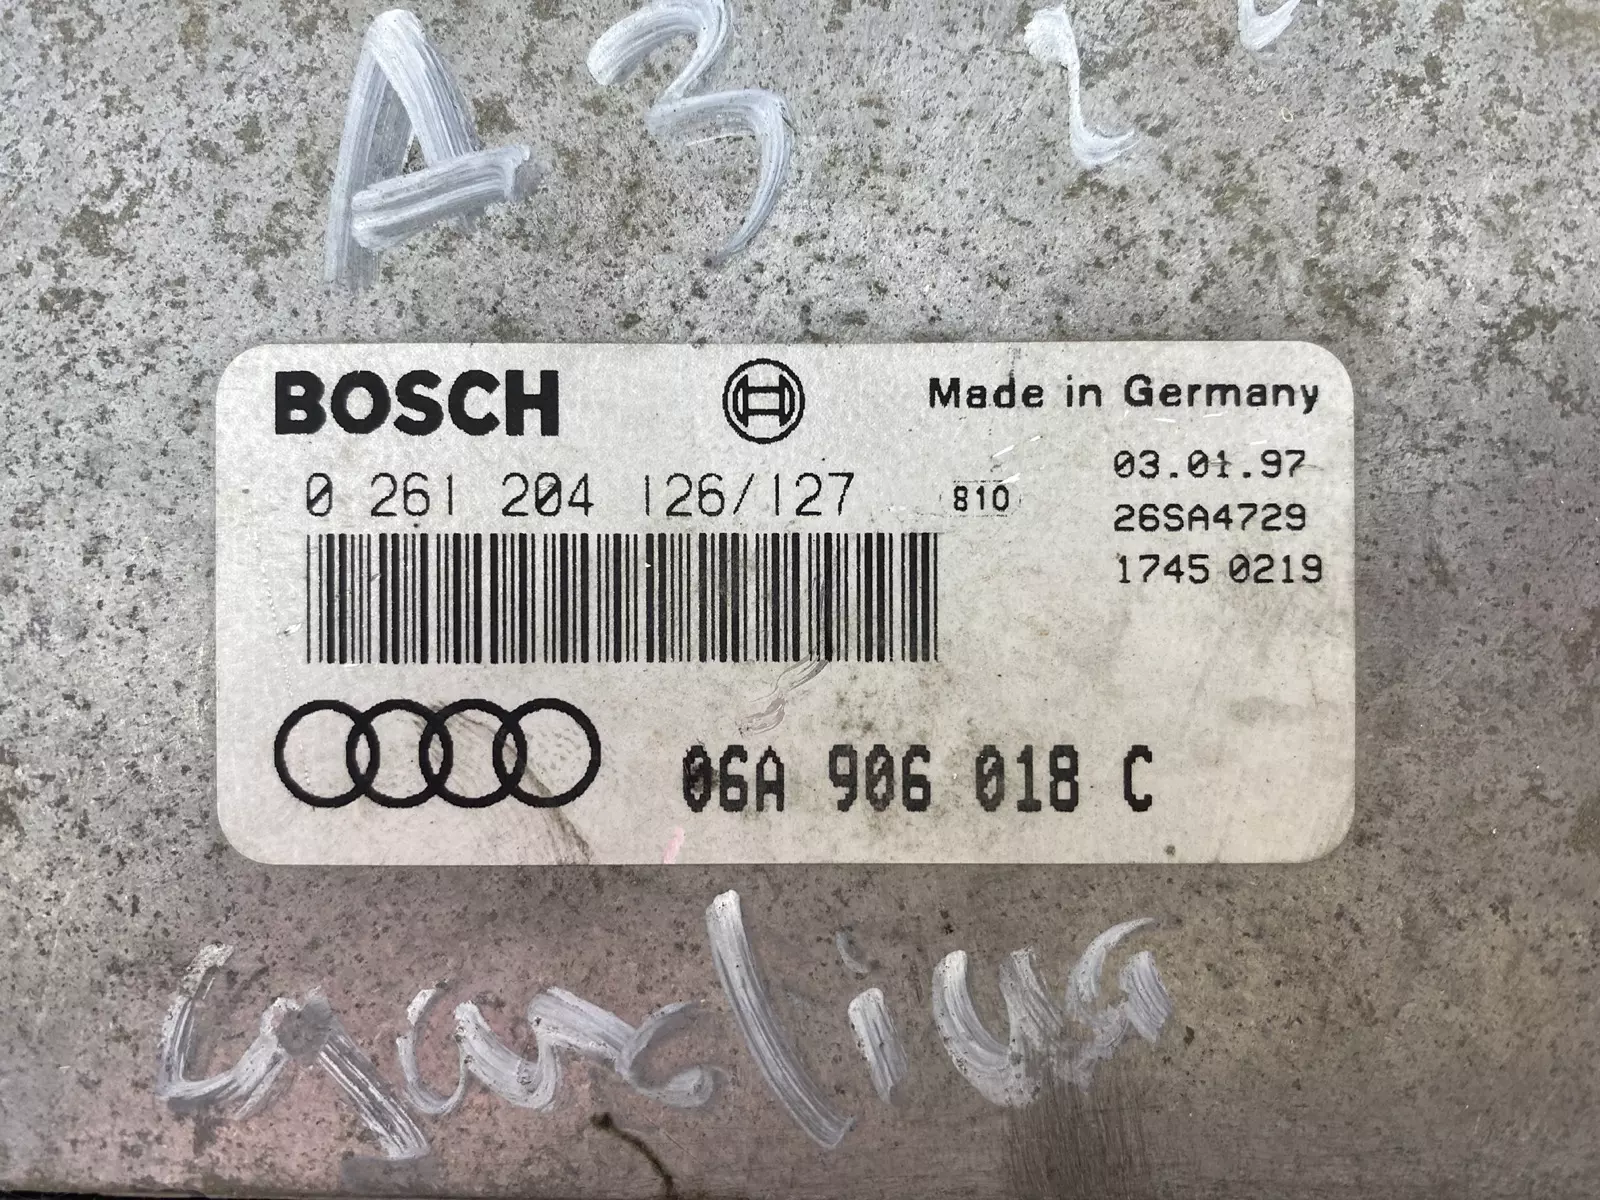 A3
BOSCH
Made in Germany
0 261 204 126/127
810
03.01.97
26SA4729
1745 0219
06A 906 018 C